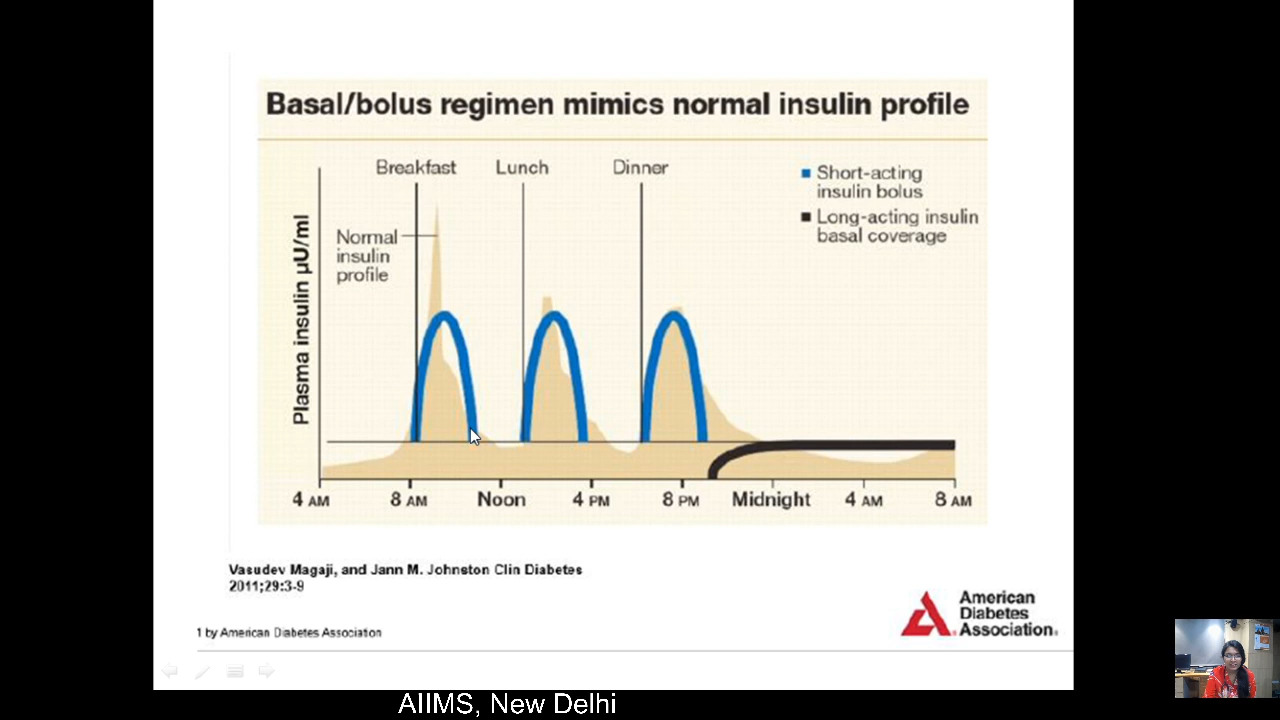 Basal/bolus regimen mimics normal insulin profile
Breakfast
Lunch
Dinner
Short-acting
insulin bolus
Long-acting insulin
basal coverage
Normal
insulin
profile
Plasma insulin µU/ml
4 AM
8 AM
Noon
4 PM
8 PM
Midnight
4 AM
8 AM
Vasudev Magaji, and Jann M. Johnston Clin Diabetes
2011;29:3-9
American
Diabetes
Association.
1 by American Diabetes Association
AIIMS, New Delhi